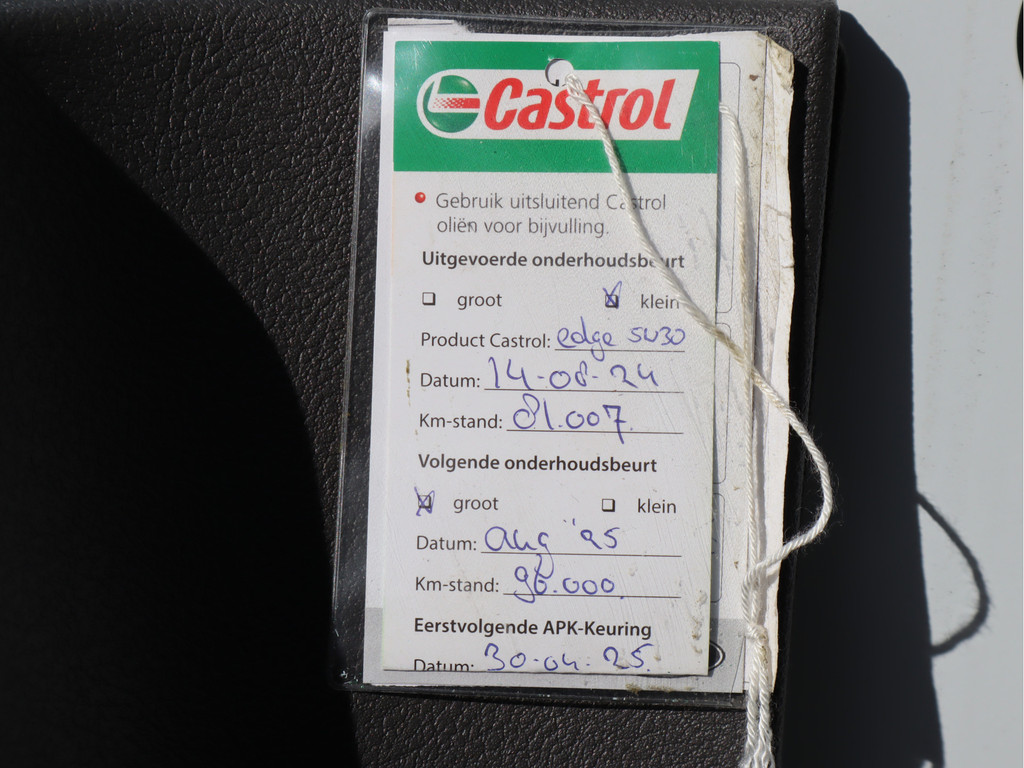 Castrol
Gebruik uitsluitend Castrol
oliën voor bijvulling.
Uitgevoerde onderhoudsbeurt
groot klein
Product Castrol: edge 5W30
Datum: 14-08-24
Km-stand: 81.007
Volgende onderhoudsbeurt
groot klein
Datum: aug "25
Km-stand: 96.000
Eerstvolgende APK-Keuring
Datum: 30-04-25